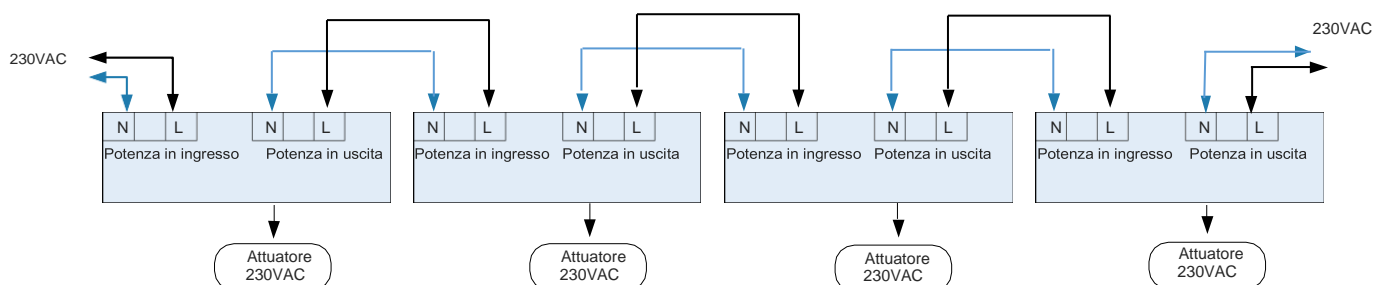 230VAC
230VAC
N L N L
N L N L
N L N L
N L N L
Potenza in ingresso Potenza in uscita
Potenza in ingresso Potenza in uscita
Potenza in ingresso Potenza in uscita
Potenza in ingresso Potenza in uscita
Attuatore
230VAC
Attuatore
230VAC
Attuatore
230VAC
Attuatore
230VAC